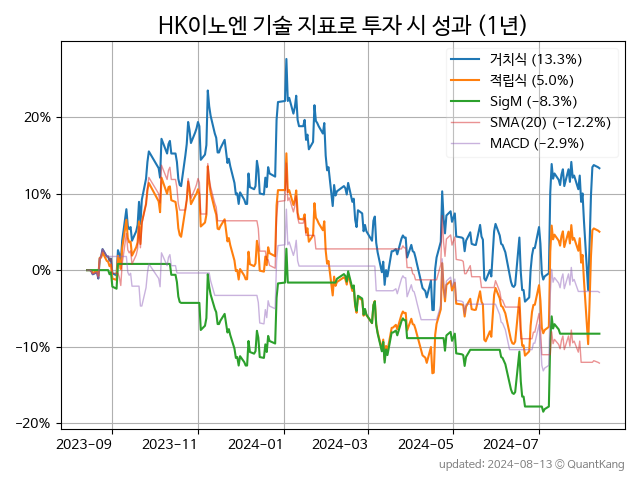 HK이노엔 기술 지표로 투자 시 성과 (1년)
거치식 (13.3%)
적립식 (5.0%)
SigM (−8.3%)
SMA(20) (−12.2%)
MACD (−2.9%)
20%
10%
0%
−10%
−20%
2023-09 2023-11 2024-01 2024-03 2024-05 2024-07
updated: 2024-08-13 © QuantKang